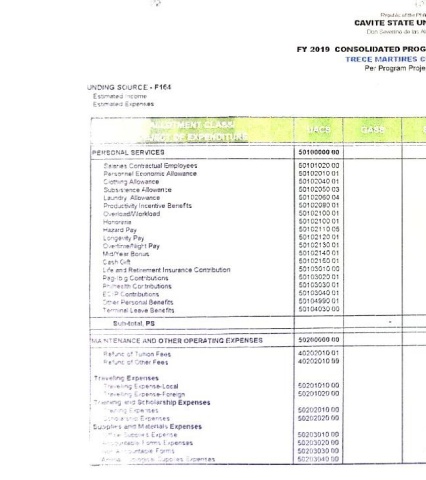 Republic of the Phi
CAVITE STATE UN
Don Severino de las Al
FY 2019 CONSOLIDATED PROG
TRECE MARTIRES C
Per Program Proje
UNDING SOURCE - F164
Estimated Income
Estimated Expenses
ALLOTMENT CLASS/ UACS GASS
OBJECT OF EXPENDITURE
PERSONAL SERVICES 50100000 00
Salaries Contractual Employees 50101020 00
Personnel Economic Allowance 50102010 01
Clothing Allowance 50102040 01
Subsistence Allowance 50102050 03
Laundry Allowance 50102060 04
Productivity Incentive Benefits 50102080 01
Overload/Workload 50102100 01
Honoraria 50102100 01
Hazard Pay 50102110 05
Longevity Pay 50102120 01
Overtime/Night Pay 50102130 01
Mid/Year Bonus 50102140 01
Cash Gift 50102150 01
Life and Retirement Insurance Contribution 50103010 00
Pag-ibig Contributions 50103020 01
Philhealth Contributions 50103030 01
ECIP Contributions 50103040 01
Other Personal Benefits 50104990 01
Terminal Leave Benefits 50104030 00
Sub-total, PS -
MAINTENANCE AND OTHER OPERATING EXPENSES 50200000 00
Refund of Tuition Fees 40202010 01
Refund of Other Fees 40202010 99
Traveling Expenses
Traveling Expense-Local 50201010 00
Traveling Expense-Foreign 50201020 00
Training and Scholarship Expenses
Training Expenses 50202010 00
Scholarship Expenses 50202020 00
Supplies and Materials Expenses
Office Supplies Expense 50203010 00
Accountable Forms Expenses 50203020 00
Non-Accountable Forms 50203030 00
Animal/Zoological Supplies Expenses 50203040 00